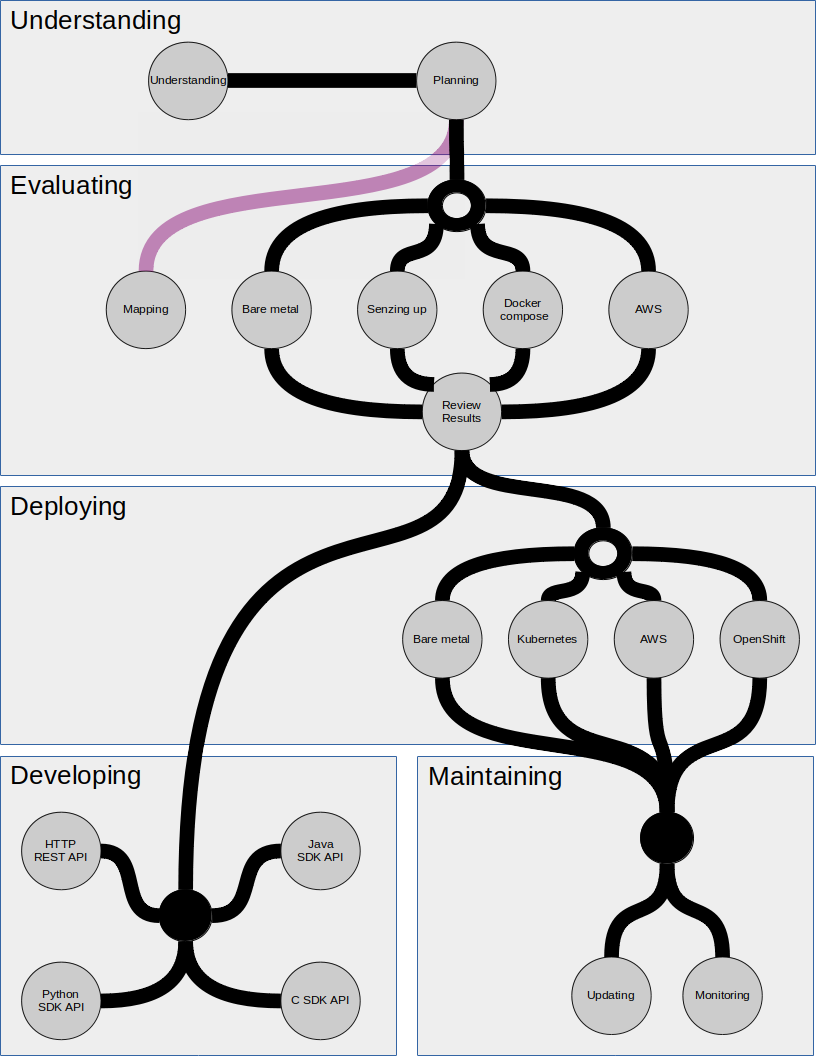 Understanding
Understanding
Planning
Evaluating
Mapping
Bare metal
Senzing up
Docker
compose
AWS
Review
Results
Deploying
Bare metal
Kubernetes
AWS
OpenShift
Developing
HTTP
REST API
Java
SDK API
Python
SDK API
C SDK API
Maintaining
Updating
Monitoring